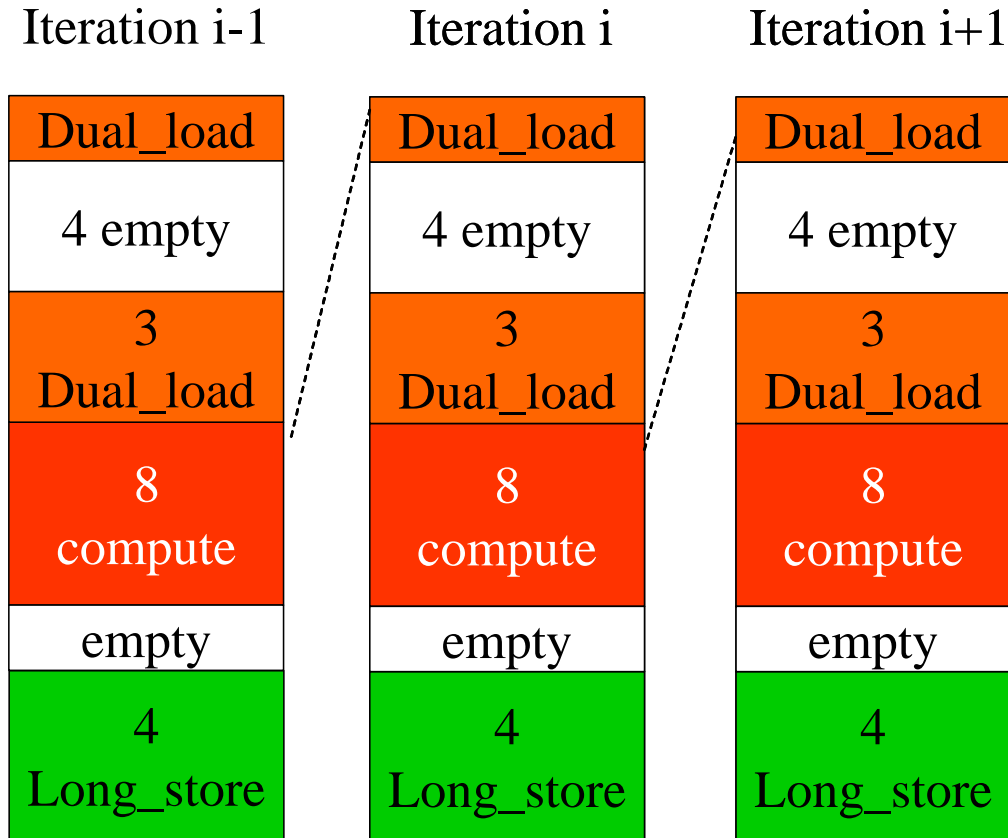 Iteration i-1
Iteration i
Iteration i+1
Dual_load
4 empty
3
Dual_load
8
compute
empty
4
Long_store
Dual_load
4 empty
3
Dual_load
8
compute
empty
4
Long_store
Dual_load
4 empty
3
Dual_load
8
compute
empty
4
Long_store